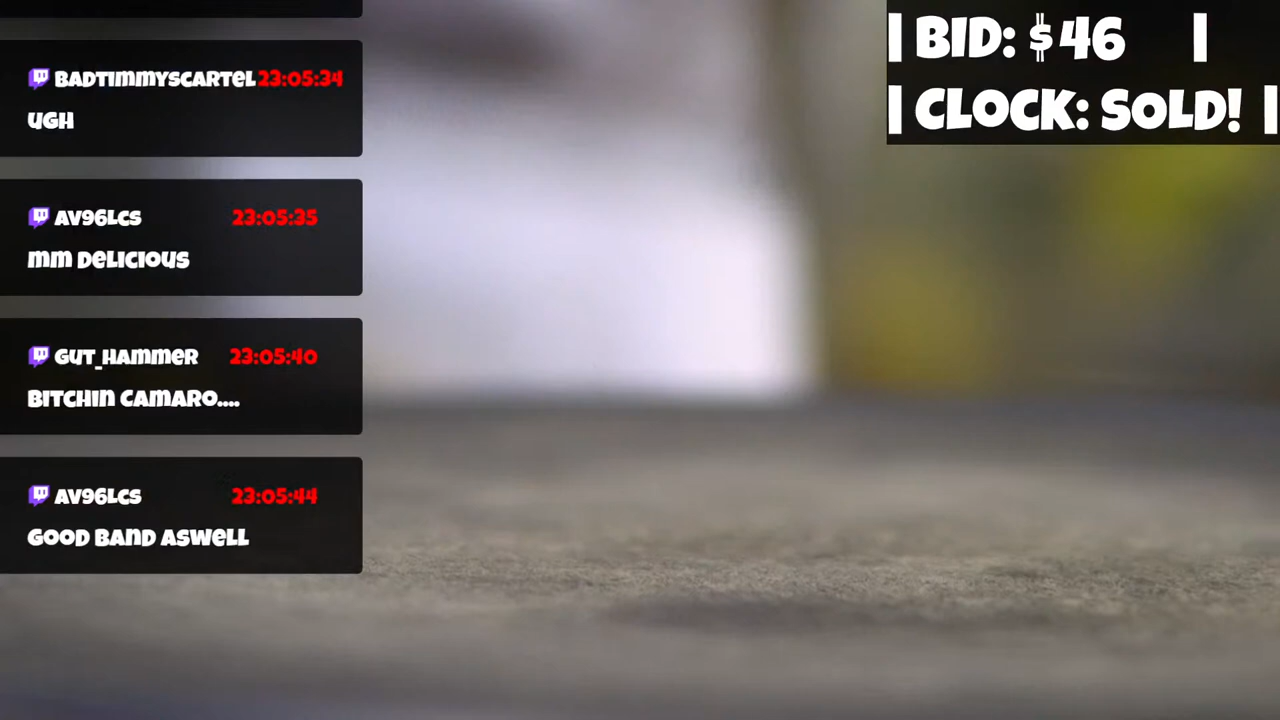 BADTIMMYSCARTEL 23:05:34
UGH
AV96LCS 23:05:35
MM DELICIOUS
GUT_HAMMER 23:05:40
BITCHIN CAMARO....
AV96LCS 23:05:44
GOOD BAND ASWELL
| BID: $46 |
| CLOCK: SOLD! |